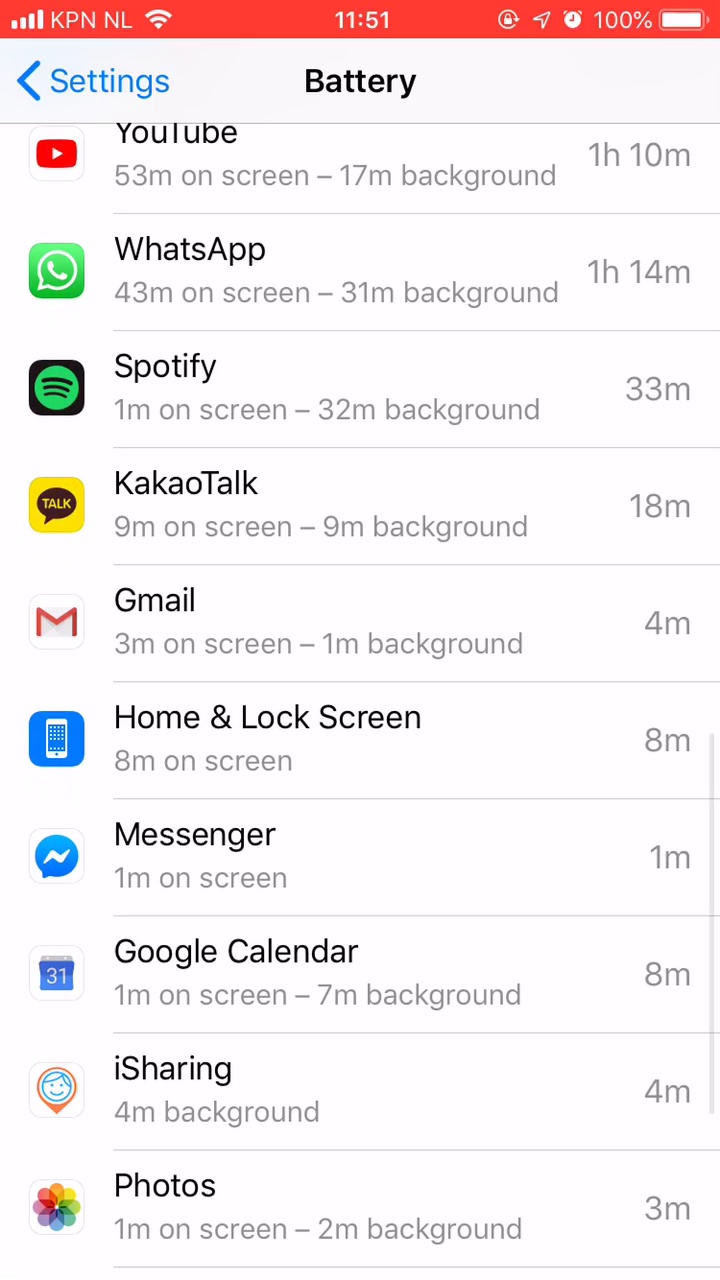 KPN NL 11:51 100%
Settings Battery
YouTube
53m on screen – 17m background 1h 10m
WhatsApp
43m on screen – 31m background 1h 14m
Spotify
1m on screen – 32m background 33m
TALK
KakaoTalk
9m on screen – 9m background 18m
Gmail
3m on screen – 1m background 4m
Home & Lock Screen
8m on screen 8m
Messenger
1m on screen 1m
31
Google Calendar
1m on screen – 7m background 8m
iSharing
4m background 4m
Photos
1m on screen – 2m background 3m